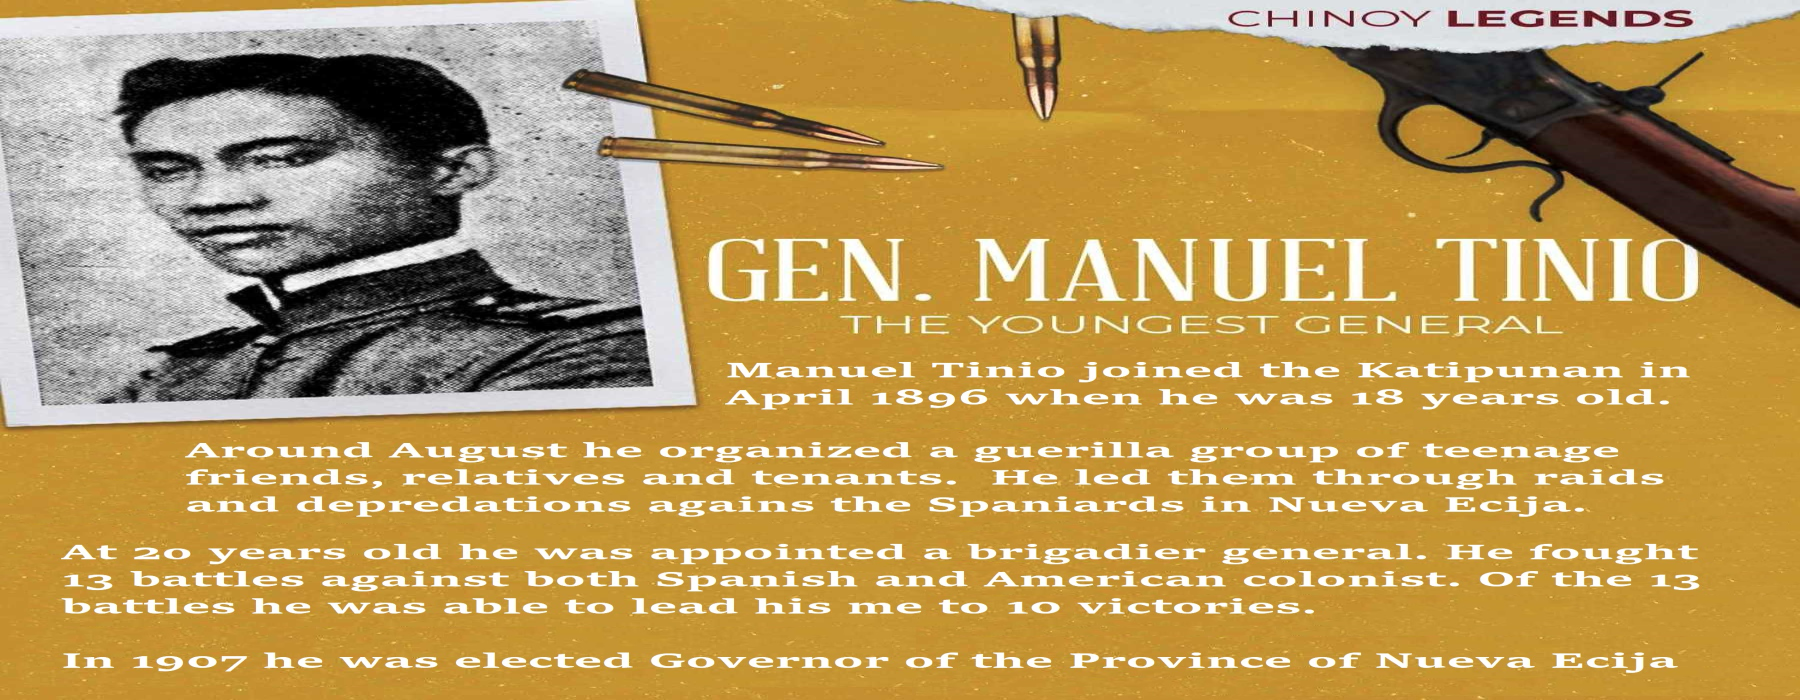 CHINOY LEGENDS
GEN. MANUEL TINIO
THE YOUNGEST GENERAL
Manuel Tinio joined the Katipunan in
April 1896 when he was 18 years old.
Around August he organized a guerilla group of teenage
friends, relatives and tenants. He led them through raids
and depredations agains the Spaniards in Nueva Ecija.
At 20 years old he was appointed a brigadier general. He fought
13 battles against both Spanish and American colonist. Of the 13
battles he was able to lead his me to 10 victories.
In 1907 he was elected Governor of the Province of Nueva Ecija